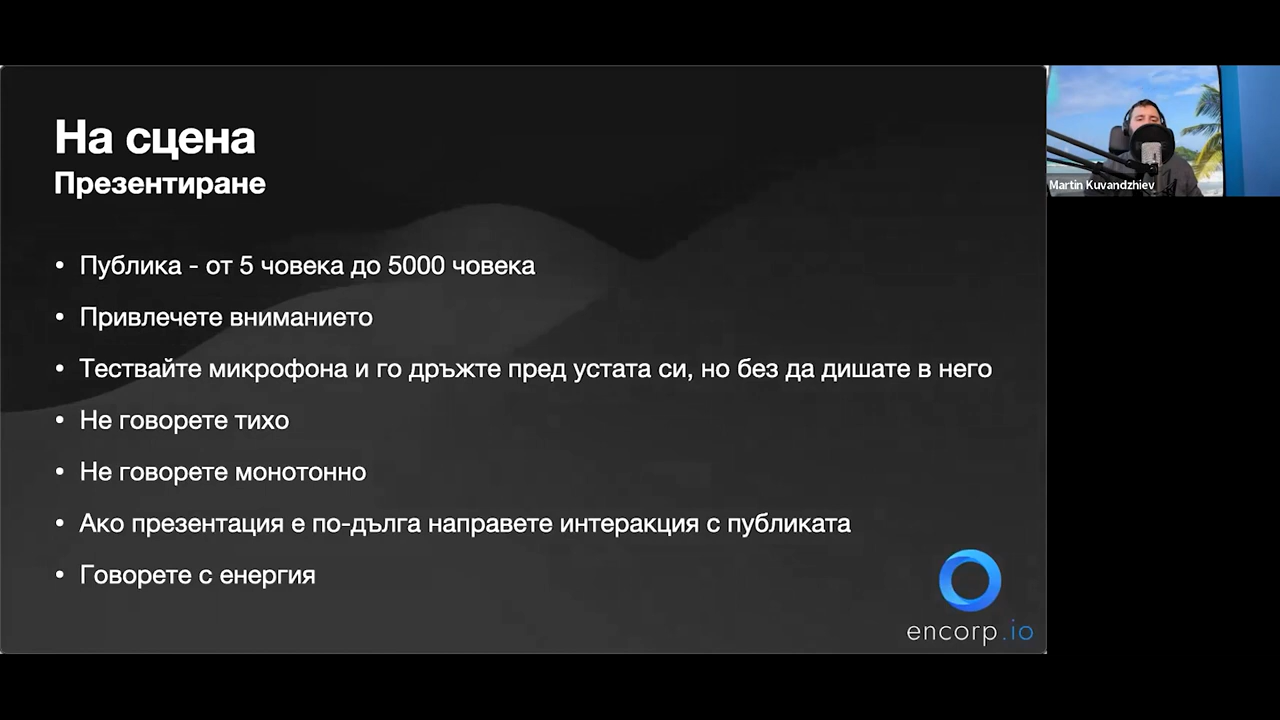 На сцена
Презентиране
• Публика - от 5 човека до 5000 човека
• Привлечете вниманието
• Тествайте микрофона и го дръжте пред устата си, но без да дишате в него
• Не говорете тихо
• Не говорете монотонно
• Ако презентация е по-дълга направете интеракция с публиката
• Говорете с енергия
encorp.io
Martin Kuvandzhiev